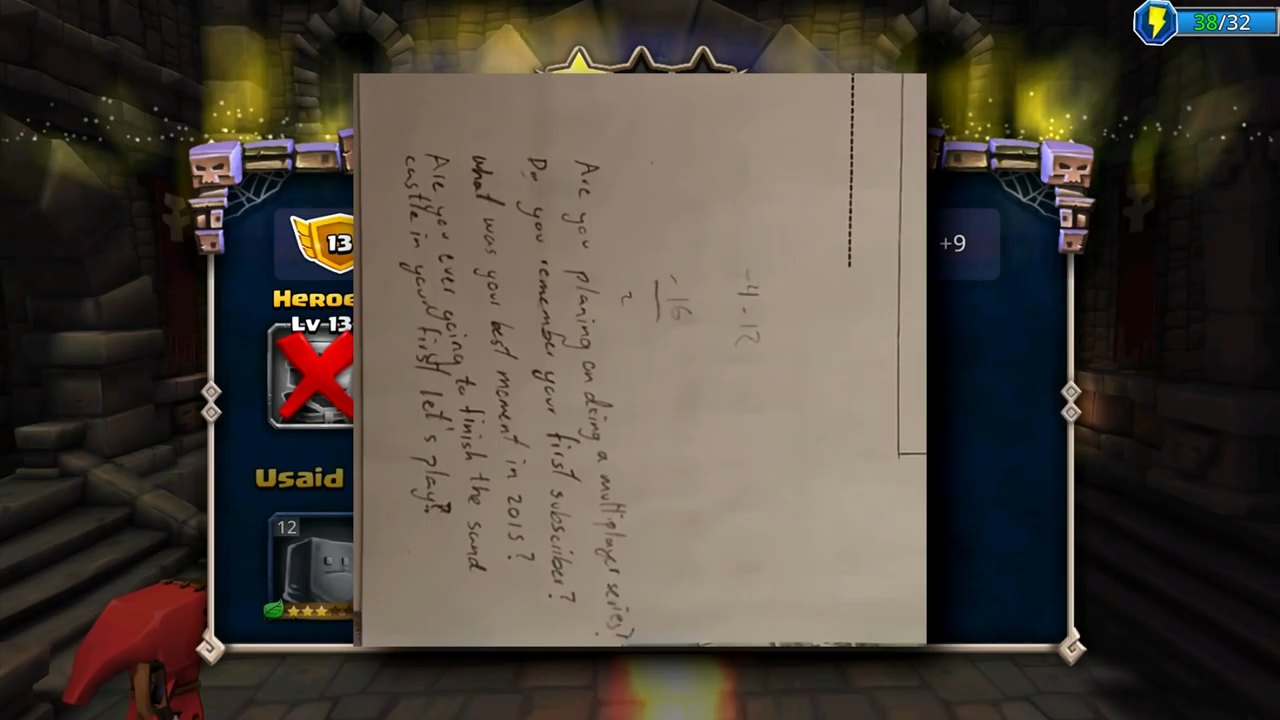 38/32
13
+9
Heroe
Lv 13
Usaid
12
-4-12
-16
2
Are you planing on doing a multiplayer series?
Do you remember your first subscriber?
what was your best moment in 2015?
Are you ever going to finish the sand
castle in your first let's play?